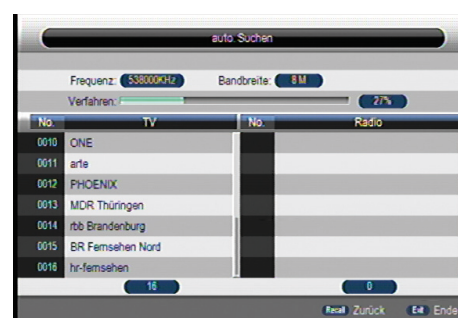 auto. Suchen
Frequenz: 538000KHz Bandbreite: 8 M
Verfahren: 27%
No. TV No. Radio
0010 ONE
0011 arte
0012 PHOENIX
0013 MDR Thüringen
0014 rbb Brandenburg
0015 BR Fernsehen Nord
0016 hr-fernsehen
16 0
Recall Zurück Exit Ende